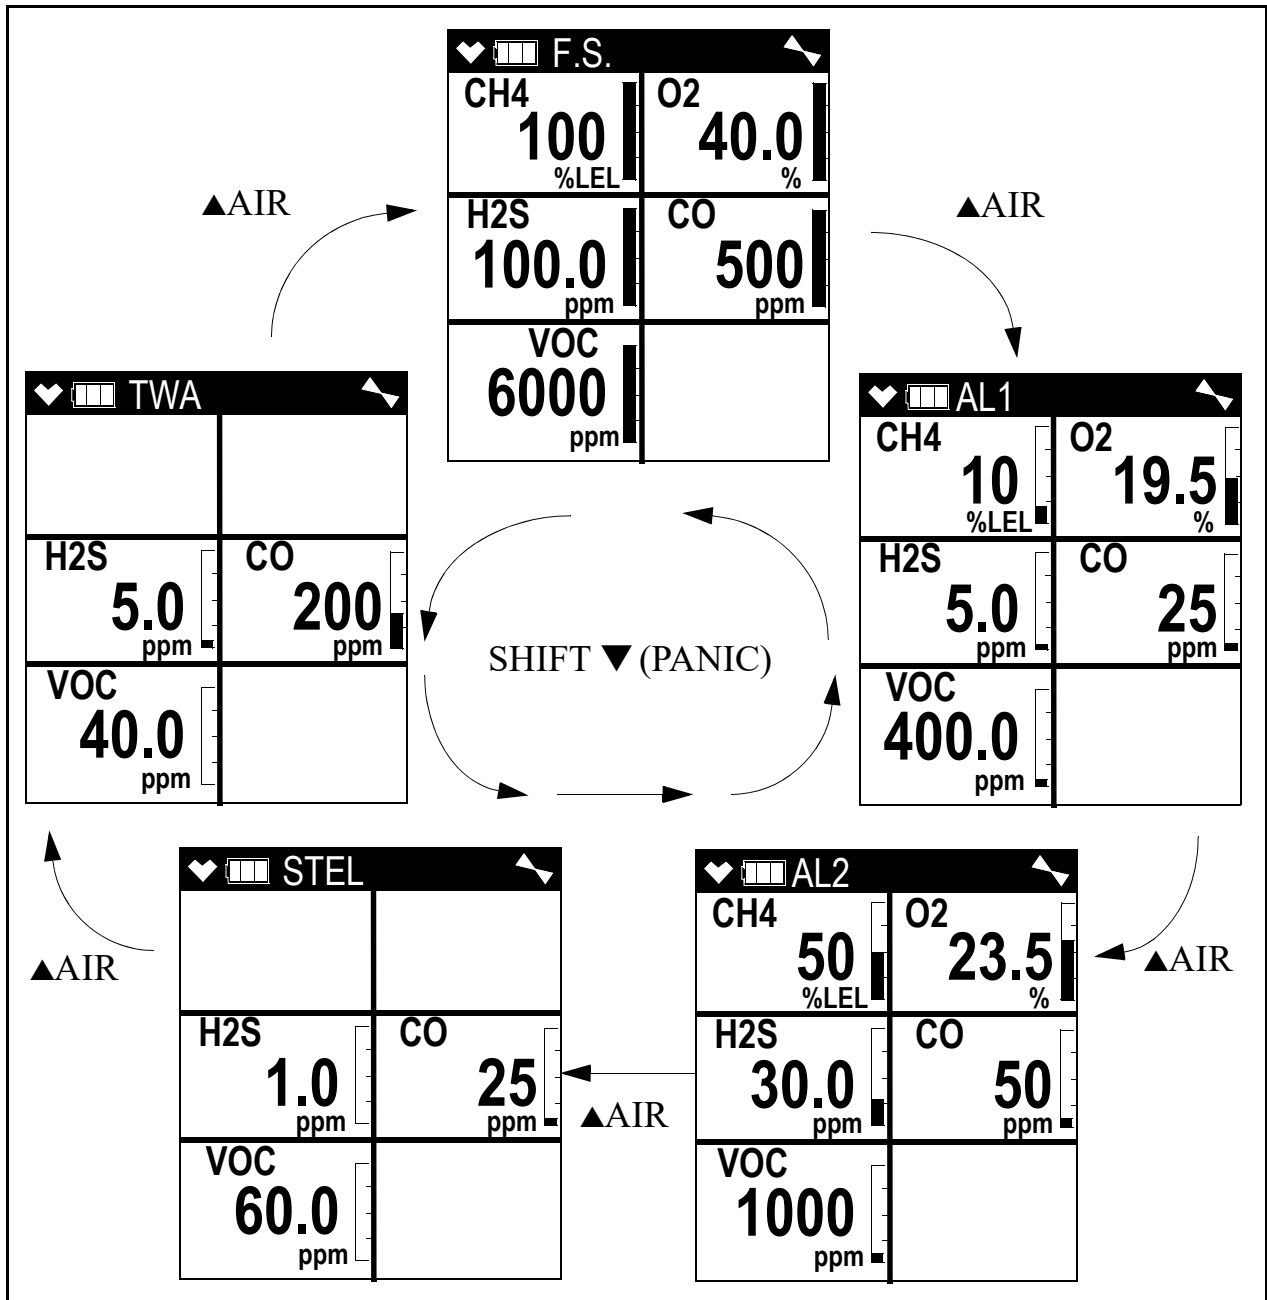 F.S.
CH4 O2
100 40.0
%LEL %
H2S CO
100.0 500
ppm ppm
VOC
6000
ppm
▲AIR
▲AIR
TWA
H2S CO
5.0 200
ppm ppm
VOC
40.0
ppm
AL1
CH4 O2
10 19.5
%LEL %
H2S CO
5.0 25
ppm ppm
VOC
400.0
ppm
SHIFT ▼ (PANIC)
STEL
H2S CO
1.0 25
ppm ppm
VOC
60.0
ppm
AL2
CH4 O2
50 23.5
%LEL %
H2S CO
30.0 50
ppm ppm
VOC
1000
ppm
▲AIR
▲AIR
▲AIR